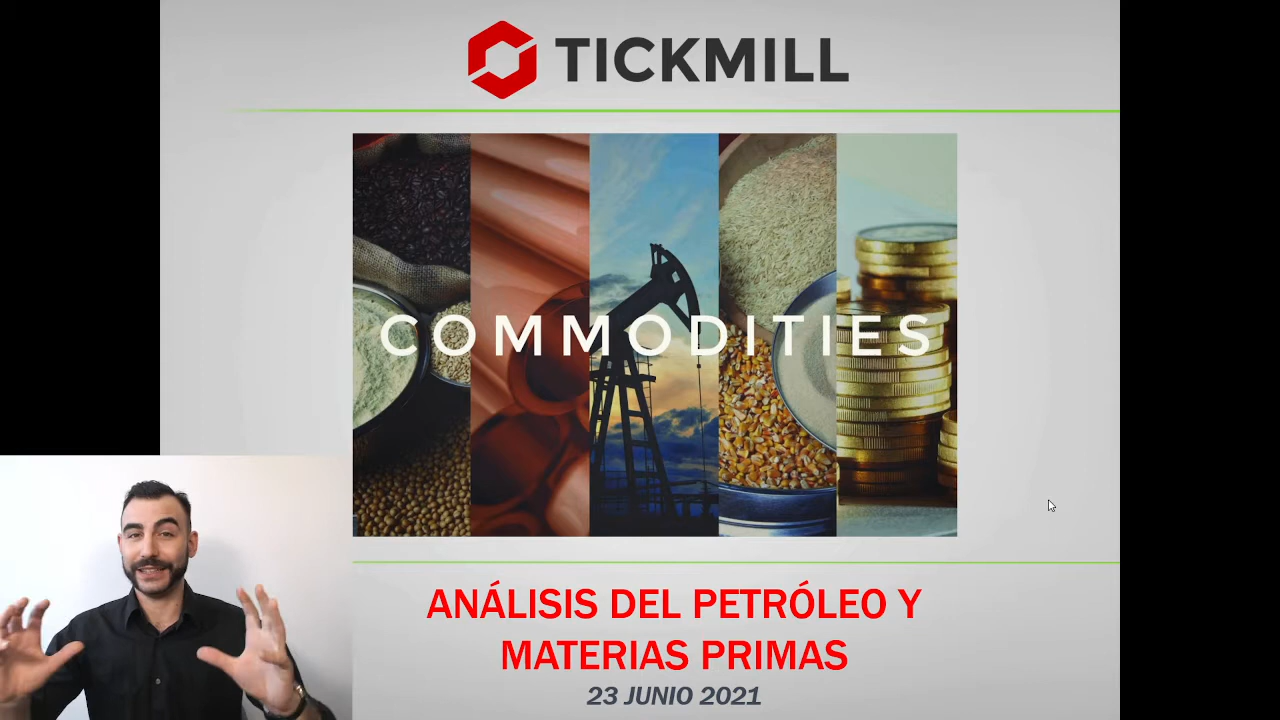 TICKMILL
COMMODITIES
ANÁLISIS DEL PETRÓLEO Y
MATERIAS PRIMAS
23 JUNIO 2021